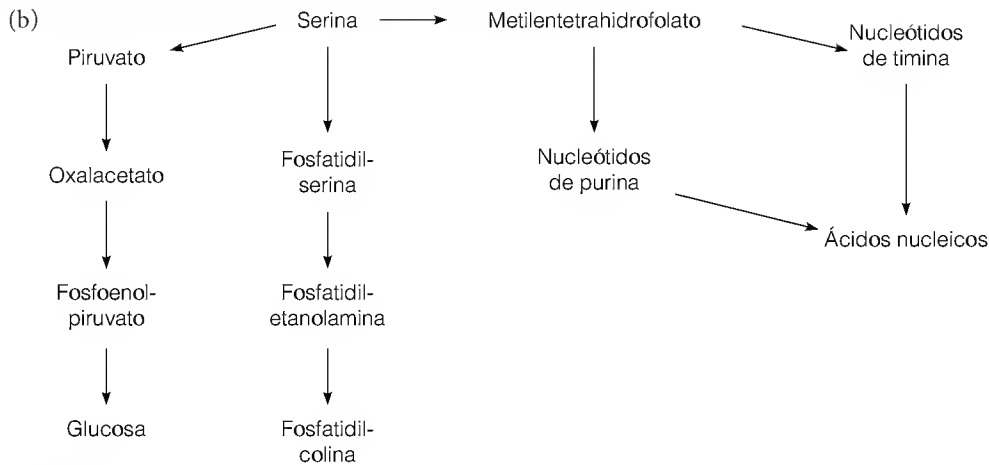 (b)
Serina
Metilentetrahidrofolato
Nucleótidos
de timina
Piruvato
Oxalacetato
Fosfatidil-
serina
Nucleótidos
de purina
Ácidos nucleicos
Fosfoenol-
piruvato
Fosfatidil-
etanolamina
Glucosa
Fosfatidil-
colina